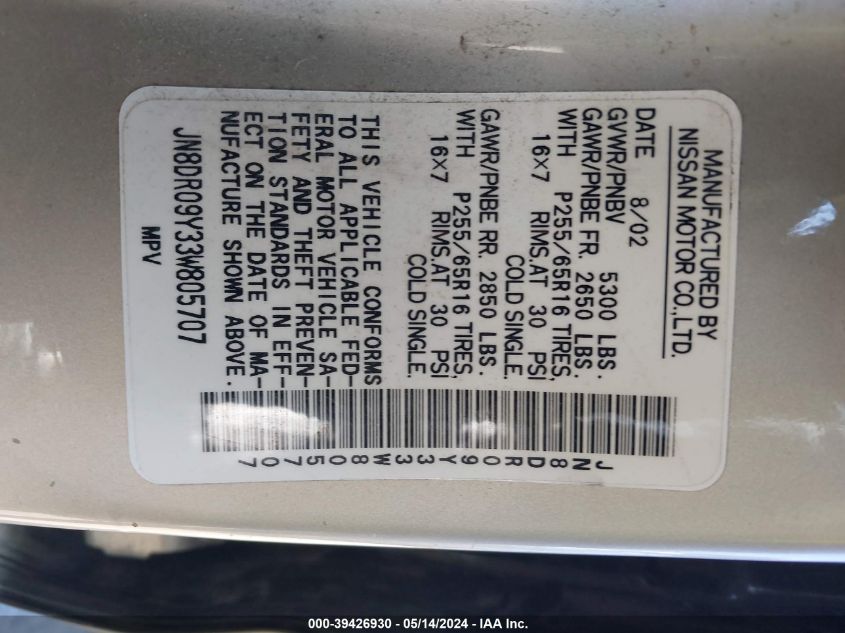 MANUFACTURED BY
NISSAN MOTOR CO.,LTD.
DATE 8/02
GVWR/PNBV 5300 LBS.
GAWR/PNBE FR. 2650 LBS.
WITH P255/65R16 TIRES,
16X7 RIMS.AT 30 PSI
COLD SINGLE.
GAWR/PNBE RR. 2850 LBS.
WITH P255/65R16 TIRES,
16X7 RIMS.AT 30 PSI
COLD SINGLE.
THIS VEHICLE CONFORMS
TO ALL APPLICABLE FED-
ERAL MOTOR VEHICLE SA-
FETY AND THEFT PREVEN-
TION STANDARDS IN EFF-
ECT ON THE DATE OF MA-
NUFACTURE SHOWN ABOVE.
JN8DR09Y33W805707
MPV
JN8DR09Y33W805707
000-39426930 / 05/14/2024 - IAA Inc.